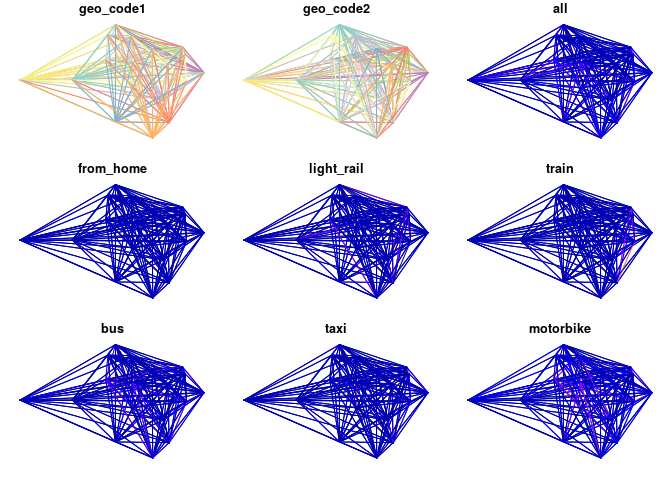 geo_code1 geo_code2 all
from_home light_rail train
bus taxi motorbike